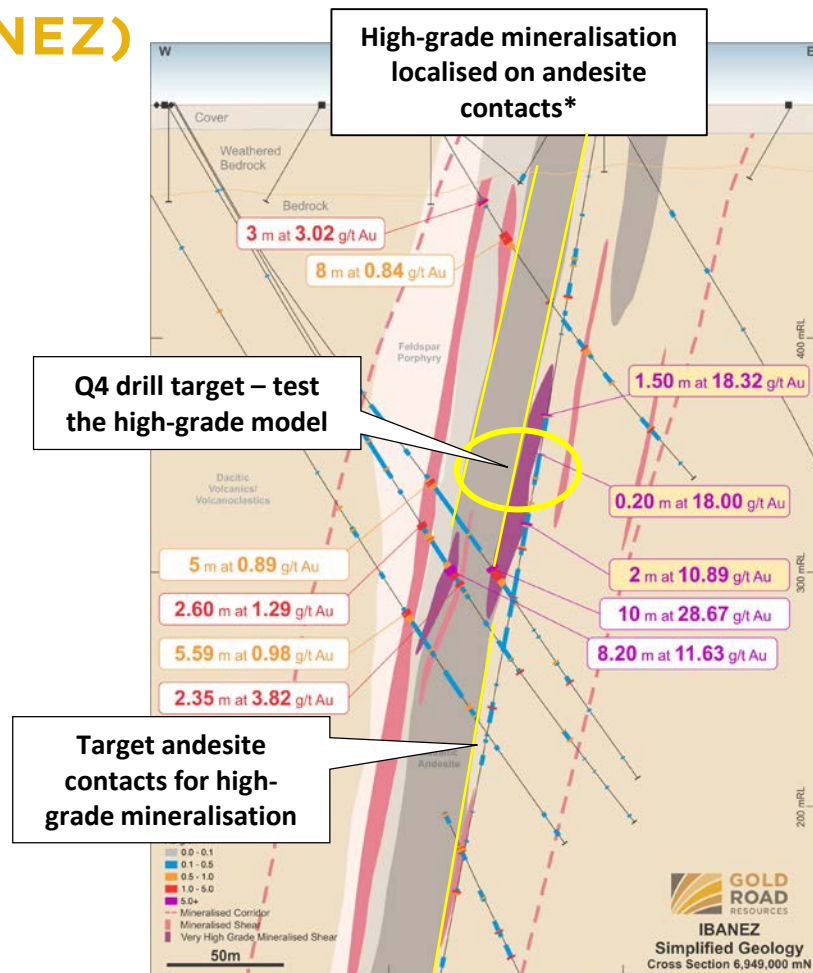 NEZ)
W
High-grade mineralisation
localised on andesite
contacts*
E
Cover
Weathered
Bedrock
Bedrock
3 m at 3.02 g/t Au
8 m at 0.84 g/t Au
400 mRL
Feldspar
Porphyry
Q4 drill target – test
the high-grade model
1.50 m at 18.32 g/t Au
Dacitic
Volcanics/
Volcanoclastics
0.20 m at 18.00 g/t Au
5 m at 0.89 g/t Au
2 m at 10.89 g/t Au
300 mRL
2.60 m at 1.29 g/t Au
10 m at 28.67 g/t Au
5.59 m at 0.98 g/t Au
8.20 m at 11.63 g/t Au
2.35 m at 3.82 g/t Au
Target andesite
contacts for high-
grade mineralisation
Andesite
200 mRL
0.0 - 0.1
0.1 - 0.5
0.5 - 1.0
1.0 - 5.0
5.0+
Mineralised Corridor
Mineralised Shear
Very High Grade Mineralised Shear
50m
GOLD
ROAD
RESOURCES
IBANEZ
Simplified Geology
Cross Section 6,949,000 mN